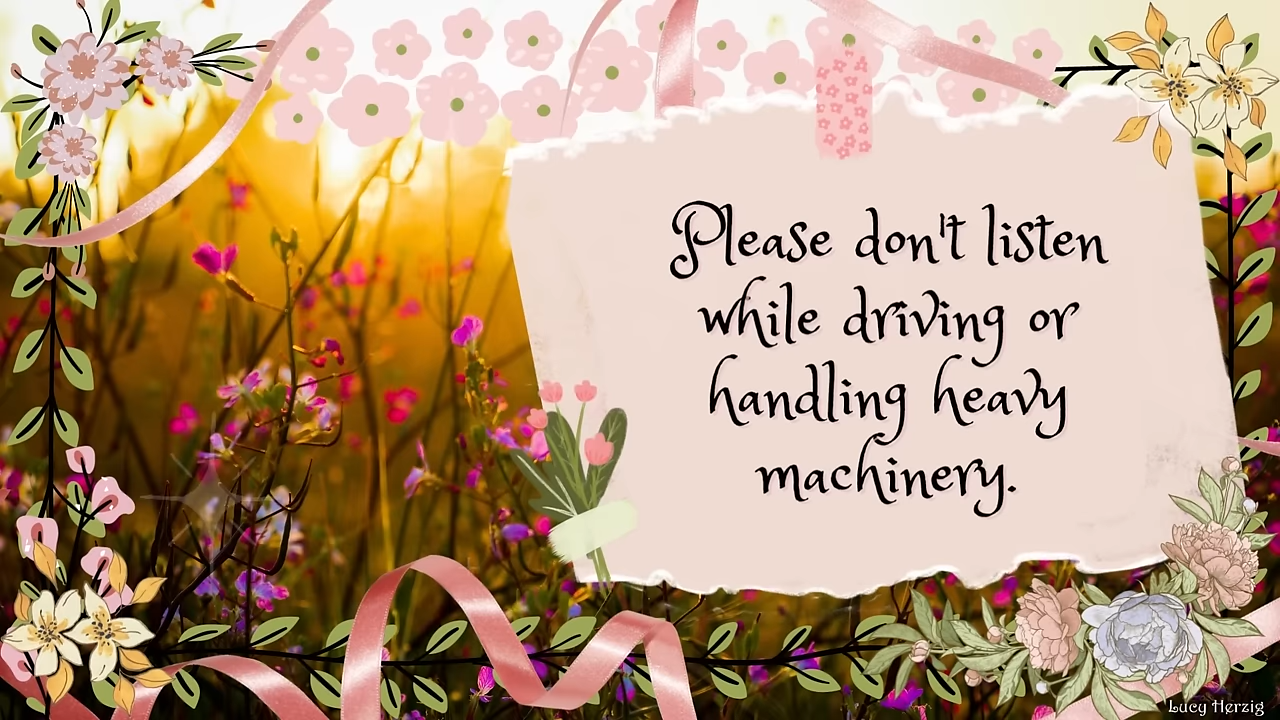 Please don't listen
while driving or
handling heavy
machinery.
Lucy Herzig